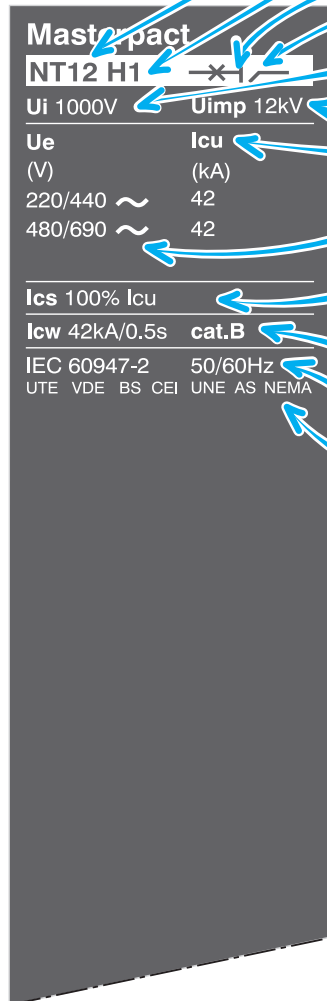 Masterpact
NT12 H1
Ui 1000V Uimp 12kV
Ue Icu
(V) (kA)
220/440 ~ 42
480/690 ~ 42
Ics 100% Icu
Icw 42kA/0.5s cat.B
IEC 60947-2 50/60Hz
UTE VDE BS CEI UNE AS NEMA